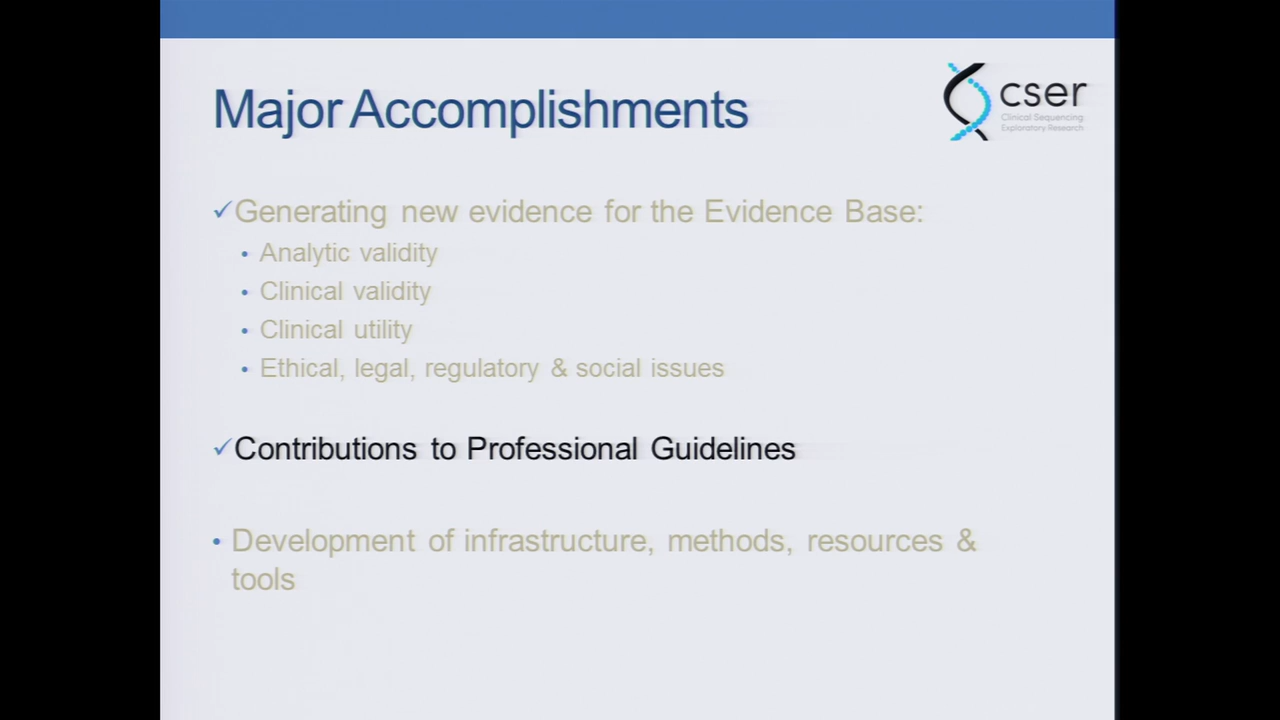 Major Accomplishments
cser
Clinical Sequencing
Exploratory Research
✓Generating new evidence for the Evidence Base:
• Analytic validity
• Clinical validity
• Clinical utility
• Ethical, legal, regulatory & social issues
✓Contributions to Professional Guidelines
• Development of infrastructure, methods, resources &
tools